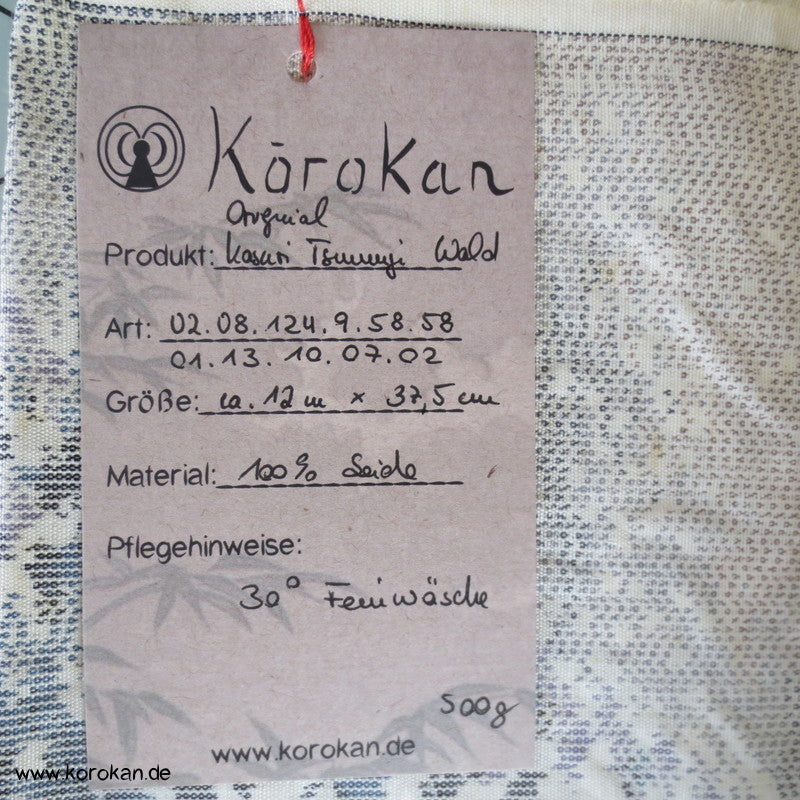 Kōrokan
Original
Produkt: Kasuri Tsumugi Wald
Art: 02.08.124.9.58.58
01.13.10.07.02
Größe: ca. 12 m x 37,5 cm
Material: 100% Seide
Pflegehinweise:
30° Feinwäsche
500g
www.korokan.de
www.korokan.de